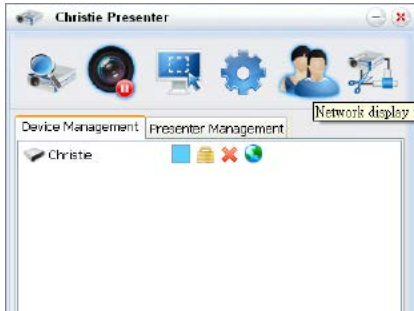 Christie Presenter
Network display
Device Management Presenter Management
Christie